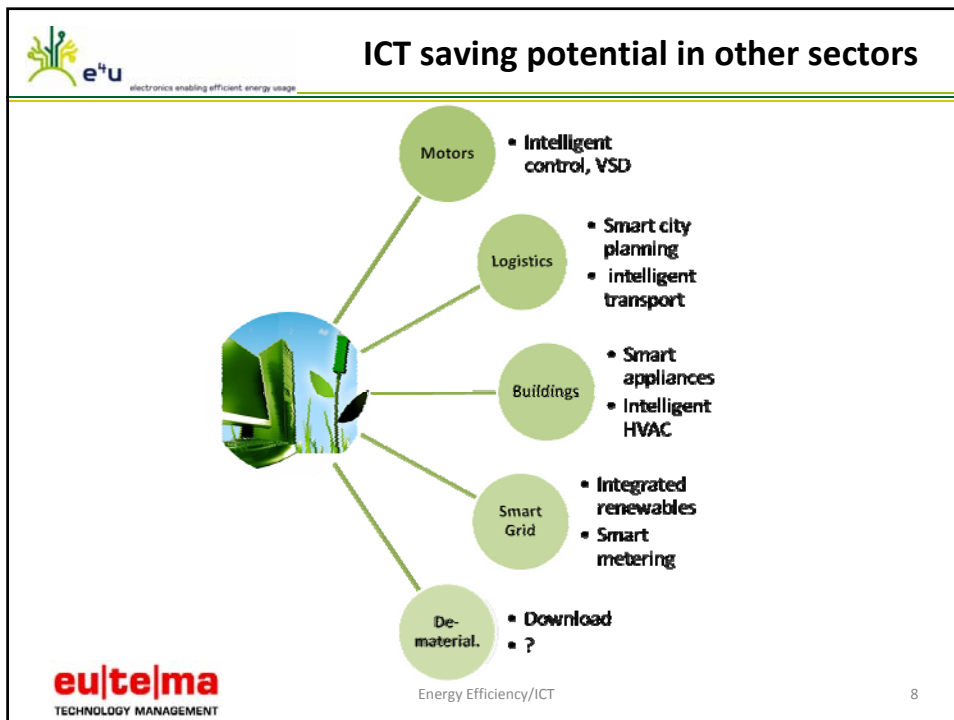 ICT saving potential in other sectors
e⁴u
electronics enabling efficient energy usage
Motors
• Intelligent
control, VSD
Logistics
• Smart city
planning
• intelligent
transport
Buildings
• Smart
appliances
• Intelligent
HVAC
Smart
Grid
• Integrated
renewables
• Smart
metering
De-
material.
• Download
• ?
eu|te|ma
TECHNOLOGY MANAGEMENT
Energy Efficiency/ICT
8